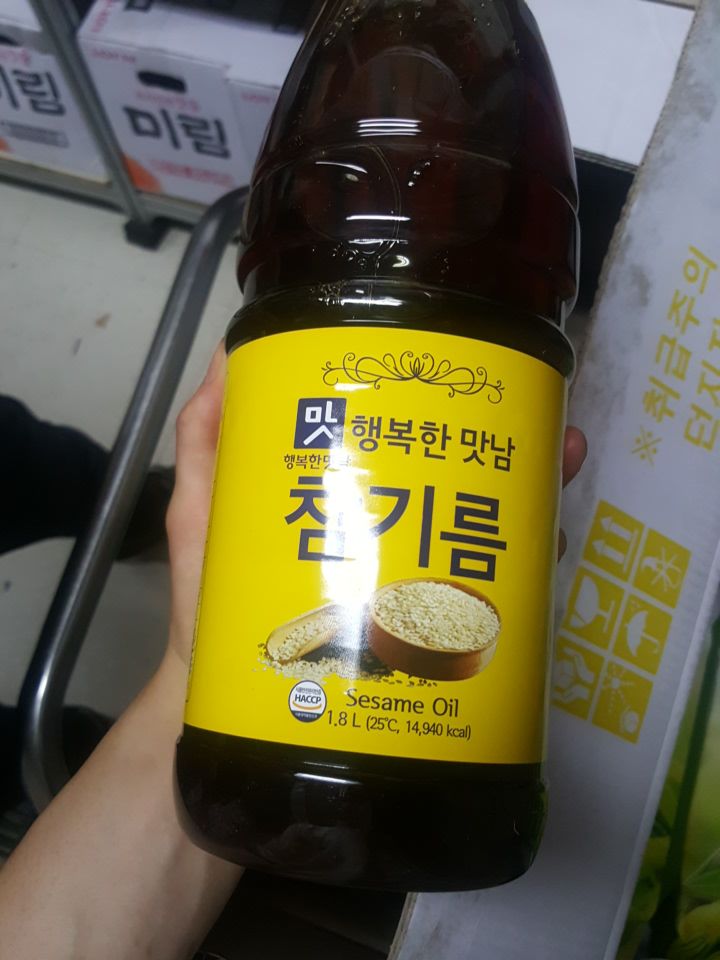 미림
미림
맛 행복한 맛남
행복한맛남
참기름
HACCP
Sesame Oil
1.8 L (25℃, 14,940 kcal)
※취급주의